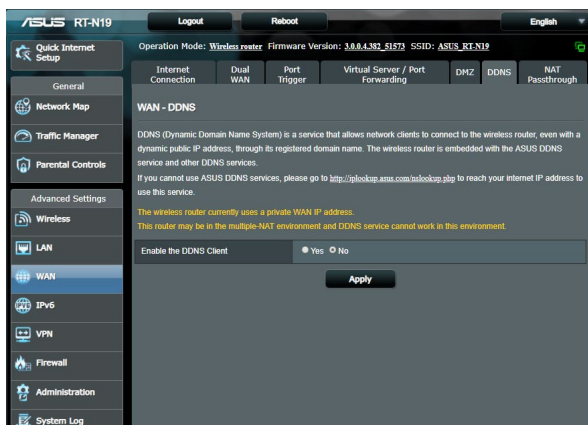 ASUS RT-N19 Logout Reboot English
Quick Internet Setup
Operation Mode: Wireless router Firmware Version: 3.0.0.4.382_51573 SSID: ASUS_RT-N19
General
Network Map
Traffic Manager
Parental Controls
Advanced Settings
Wireless
LAN
WAN
IPv6
VPN
Firewall
Administration
System Log
Internet Connection Dual WAN Port Trigger Virtual Server / Port Forwarding DMZ DDNS NAT Passthrough
WAN - DDNS
DDNS (Dynamic Domain Name System) is a service that allows network clients to connect to the wireless router, even with a
dynamic public IP address, through its registered domain name. The wireless router is embedded with the ASUS DDNS
service and other DDNS services.
If you cannot use ASUS DDNS services, please go to http://iplookup.asus.com/nslookup.php to reach your internet IP address to
use this service.
The wireless router currently uses a private WAN IP address.
This router may be in the multiple-NAT environment and DDNS service cannot work in this environment.
Enable the DDNS Client Yes No
Apply